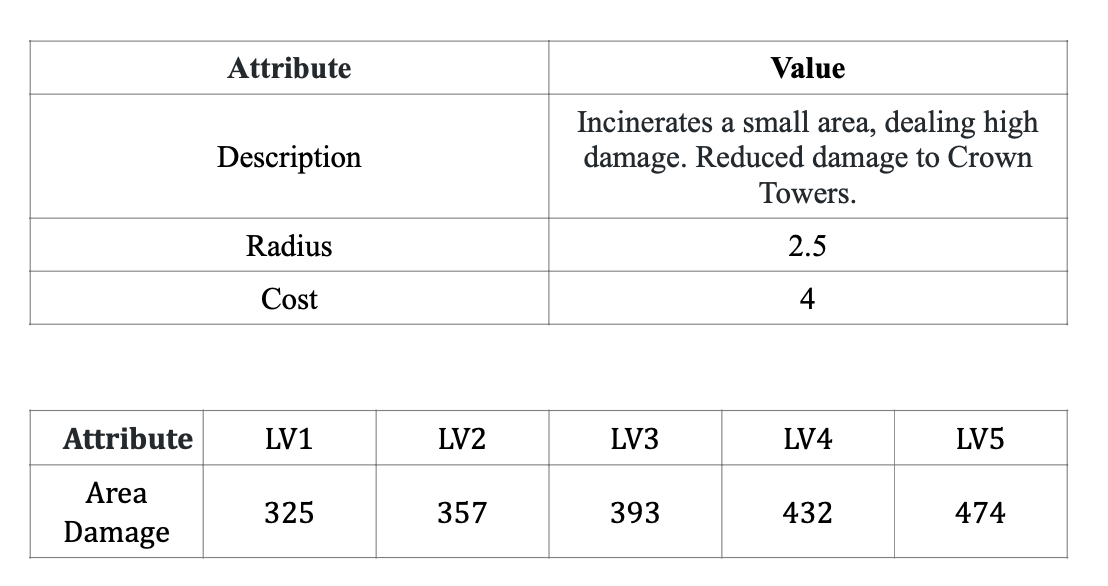 Attribute Value
Description Incinerates a small area, dealing high
damage. Reduced damage to Crown
Towers.
Radius 2.5
Cost 4
Attribute LV1 LV2 LV3 LV4 LV5
Area
Damage 325 357 393 432 474